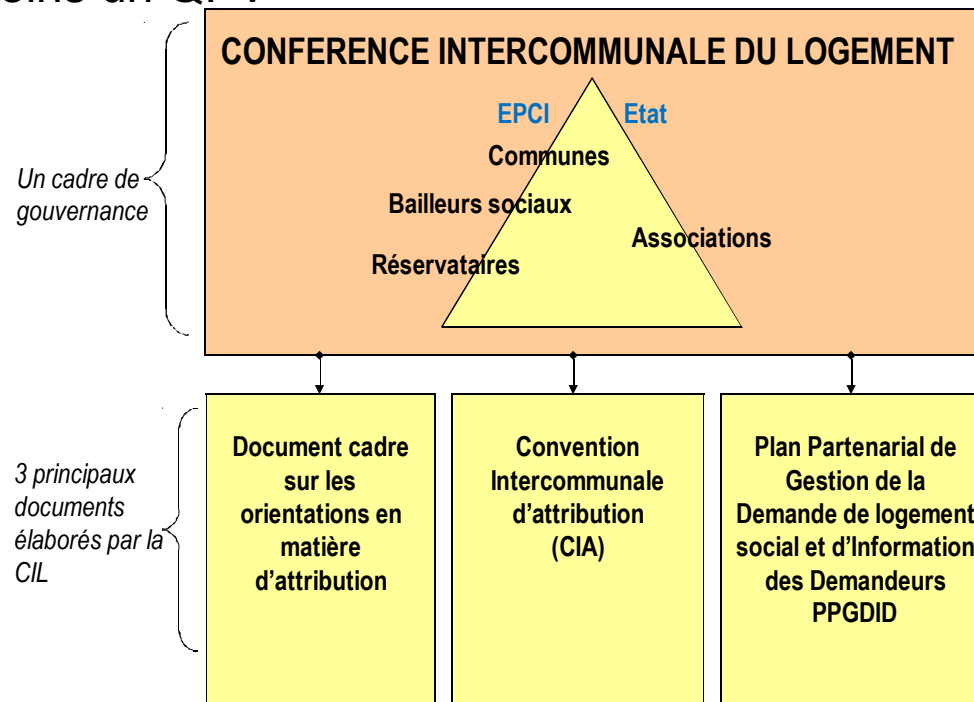 CONFERENCE INTERCOMMUNALE DU LOGEMENT
EPCI
Etat
Communes
Bailleurs sociaux
Associations
Réservataires
Un cadre de
gouvernance
3 principaux
documents
élaborés par la
CIL
Document cadre
sur les
orientations en
matière
d'attribution
Convention
Intercommunale
d'attribution
(CIA)
Plan Partenarial de
Gestion de la
Demande de logement
social et d'Information
des Demandeurs
PPGDID